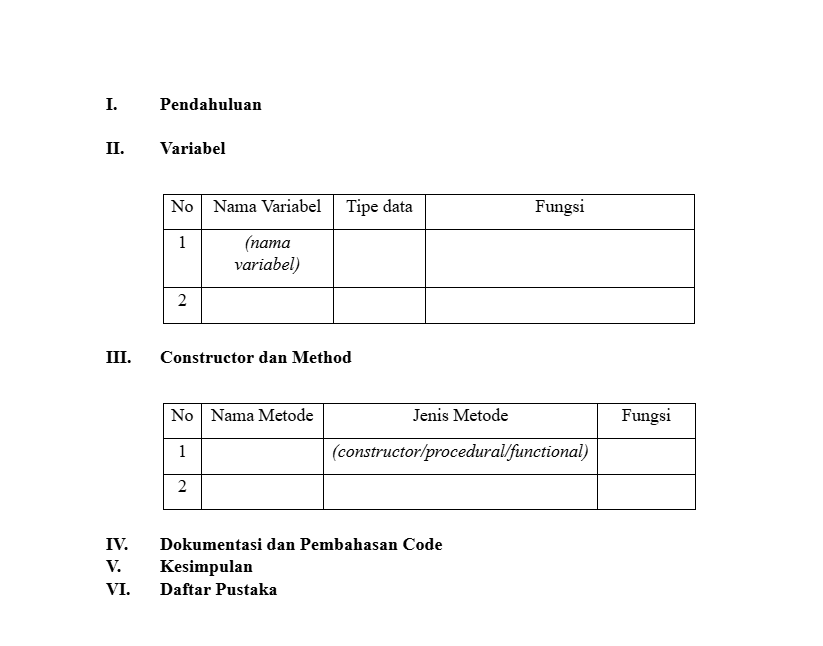 I. Pendahuluan
II. Variabel
No Nama Variabel Tipe data Fungsi
1 (nama
variabel)
2
III. Constructor dan Method
No Nama Metode Jenis Metode Fungsi
1 (constructor/procedural/functional)
2
IV. Dokumentasi dan Pembahasan Code
V. Kesimpulan
VI. Daftar Pustaka